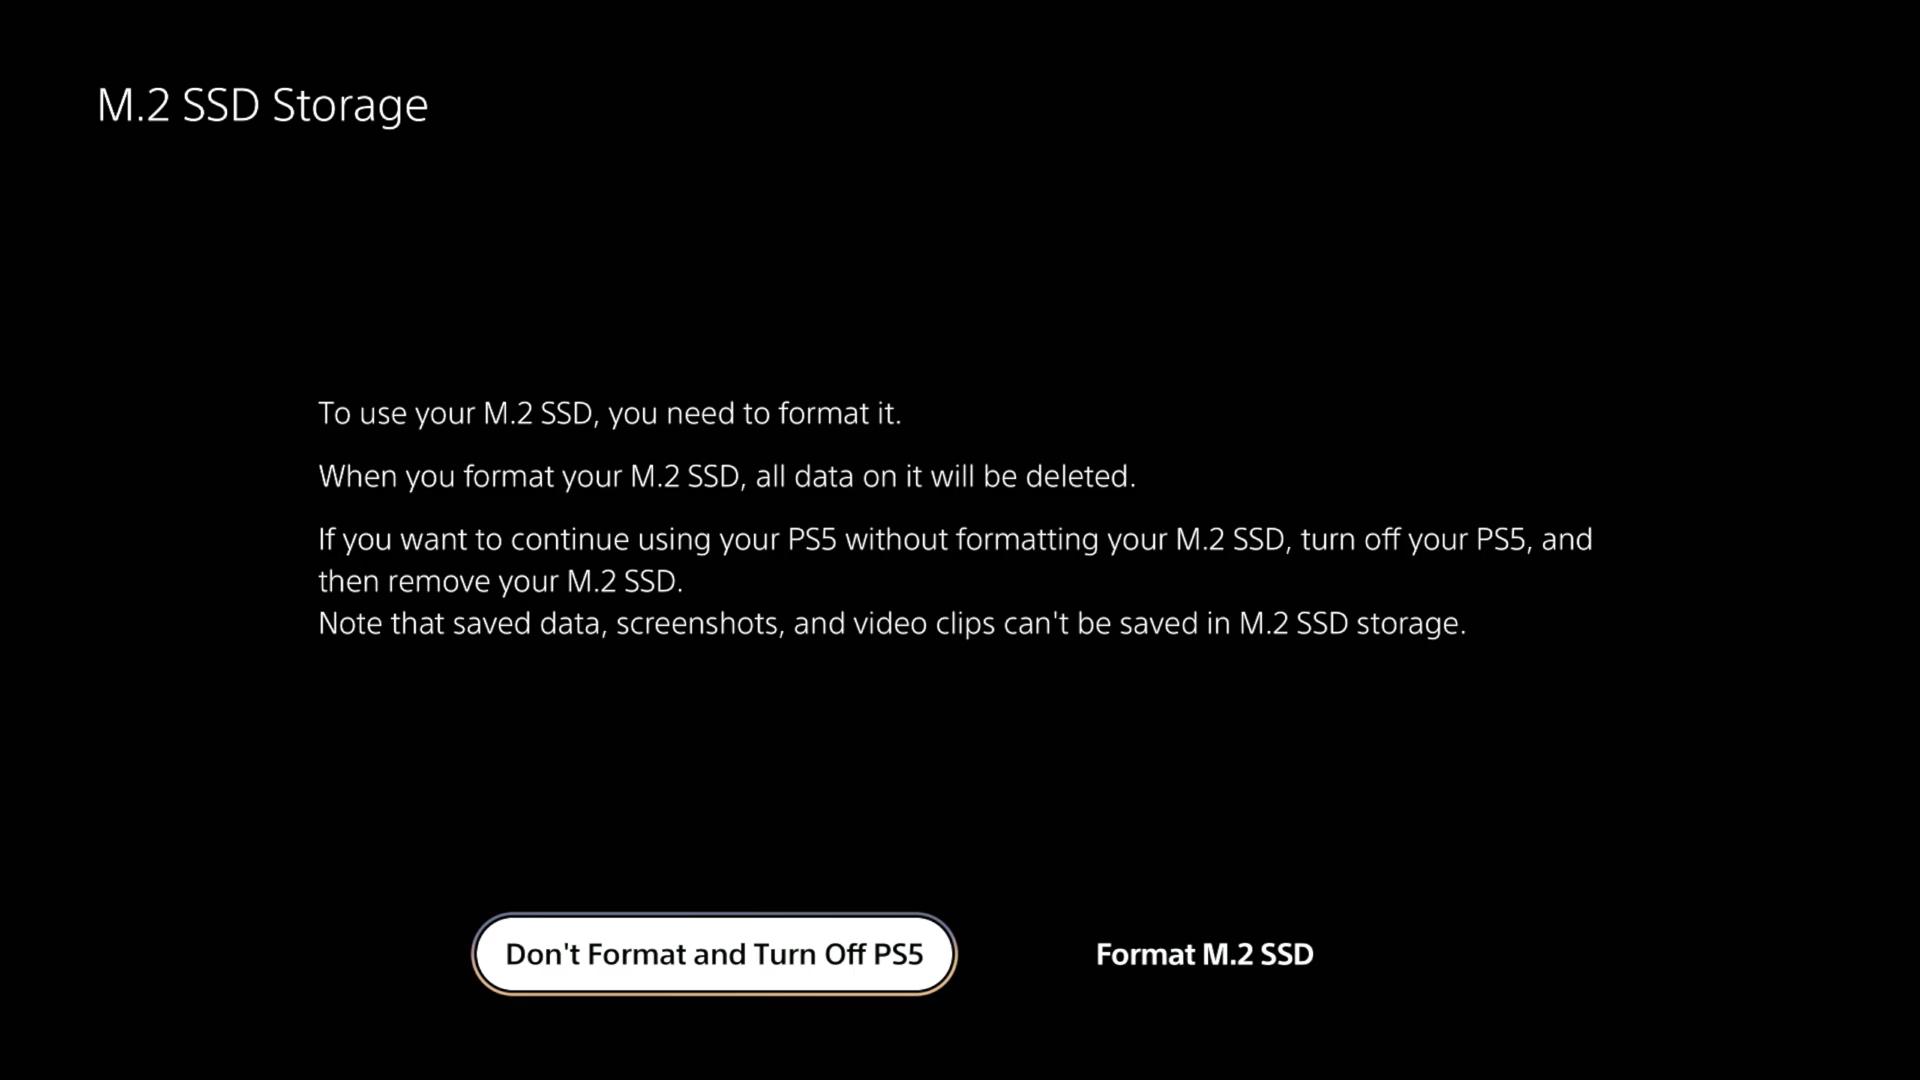 M.2 SSD Storage
To use your M.2 SSD, you need to format it.
When you format your M.2 SSD, all data on it will be deleted.
If you want to continue using your PS5 without formatting your M.2 SSD, turn off your PS5, and
then remove your M.2 SSD.
Note that saved data, screenshots, and video clips can't be saved in M.2 SSD storage.
Don't Format and Turn Off PS5
Format M.2 SSD